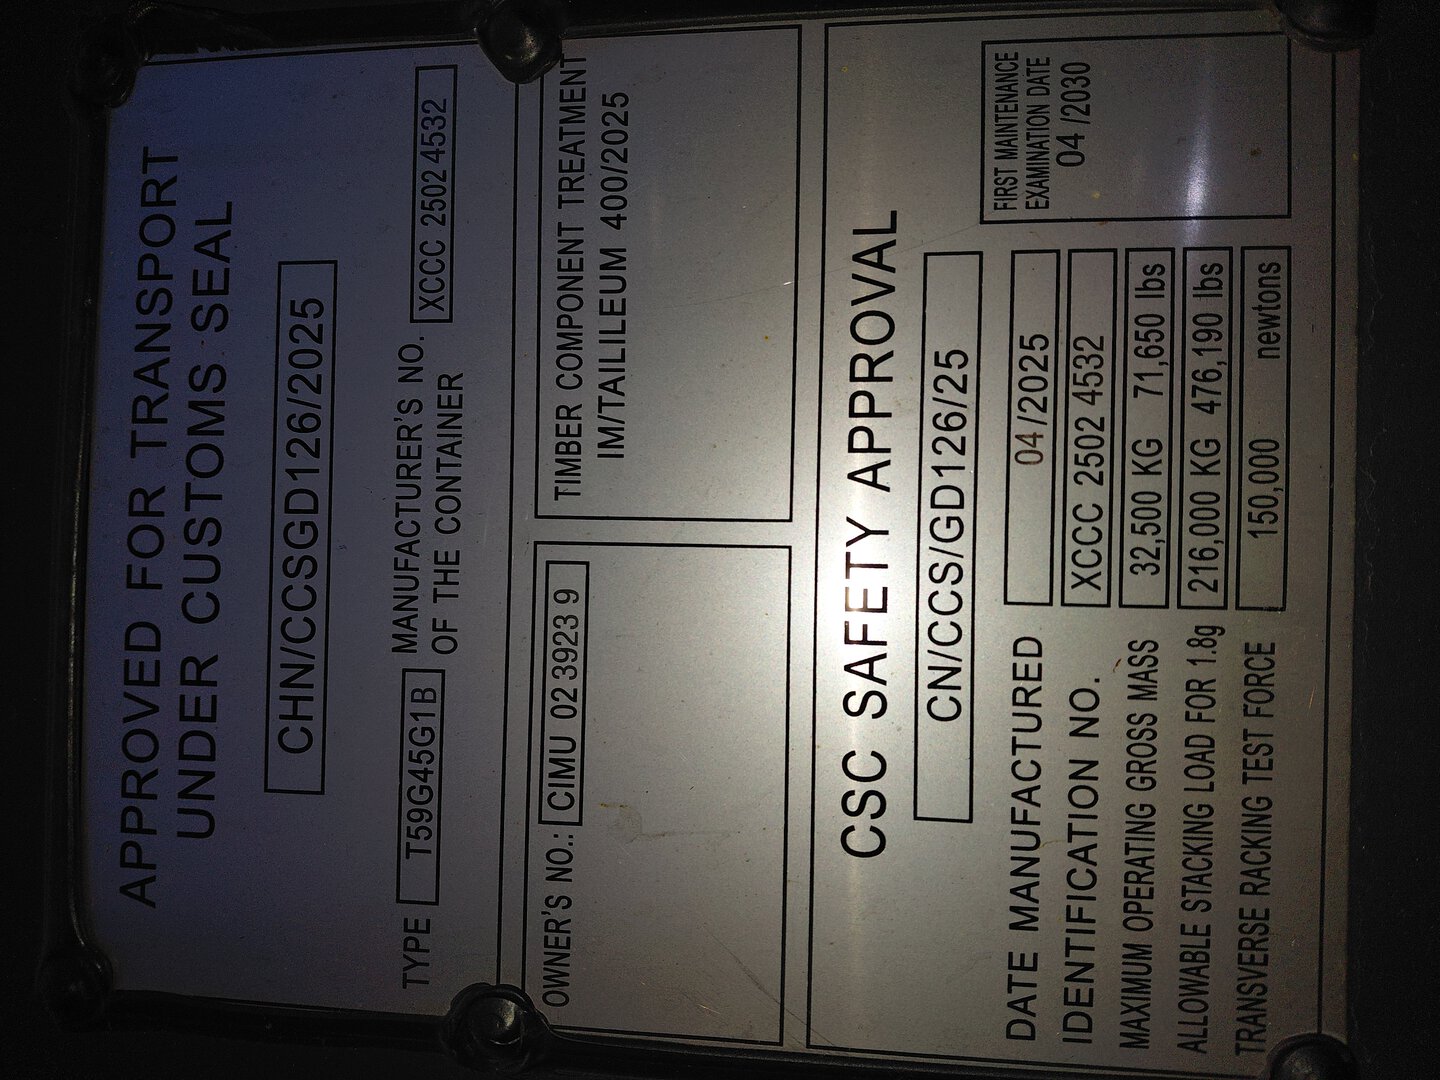 APPROVED FOR TRANSPORT
UNDER CUSTOMS SEAL
CHN/CCSGD126/2025
TYPE T59G45G1B MANUFACTURER'S NO.
OF THE CONTAINER XCCC 2502 4532
OWNER'S NO.: CIMU 02 3923 9
TIMBER COMPONENT TREATMENT
IM/TAILILEUM 400/2025
CSC SAFETY APPROVAL
CN/CCS/GD126/25
DATE MANUFACTURED 04/2025
IDENTIFICATION NO. XCCC 2502 4532
MAXIMUM OPERATING GROSS MASS 32,500 KG 71,650 lbs
ALLOWABLE STACKING LOAD FOR 1.8g 216,000 KG 476,190 lbs
TRANSVERSE RACKING TEST FORCE 150,000 newtons
FIRST MAINTENANCE
EXAMINATION DATE
04 /2030